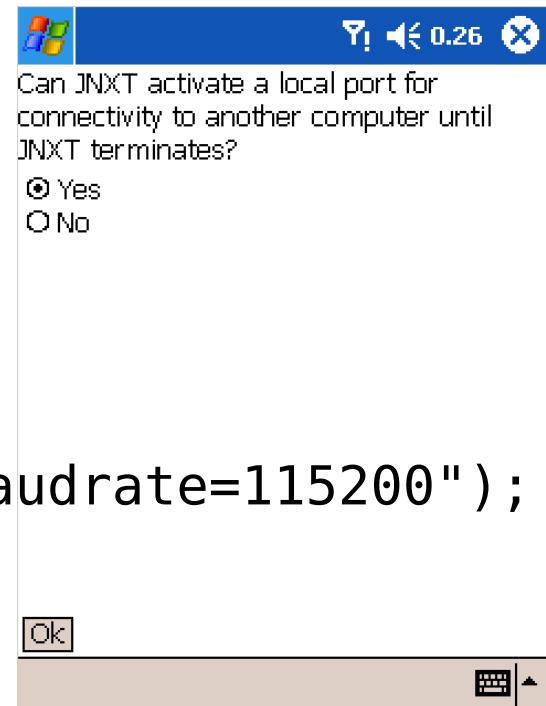 0.26
Can JNXT activate a local port for
connectivity to another computer until
JNXT terminates?
Yes
No
audrate=115200");
Ok